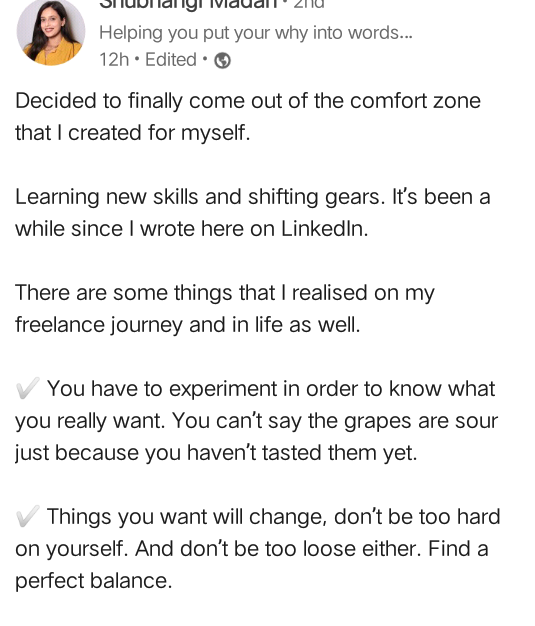 Shubhangi Madan • 2nd
Helping you put your why into words...
12h • Edited •
Decided to finally come out of the comfort zone
that I created for myself.
Learning new skills and shifting gears. It's been a
while since I wrote here on LinkedIn.
There are some things that I realised on my
freelance journey and in life as well.
✔️ You have to experiment in order to know what
you really want. You can't say the grapes are sour
just because you haven't tasted them yet.
✔️ Things you want will change, don't be too hard
on yourself. And don't be too loose either. Find a
perfect balance.